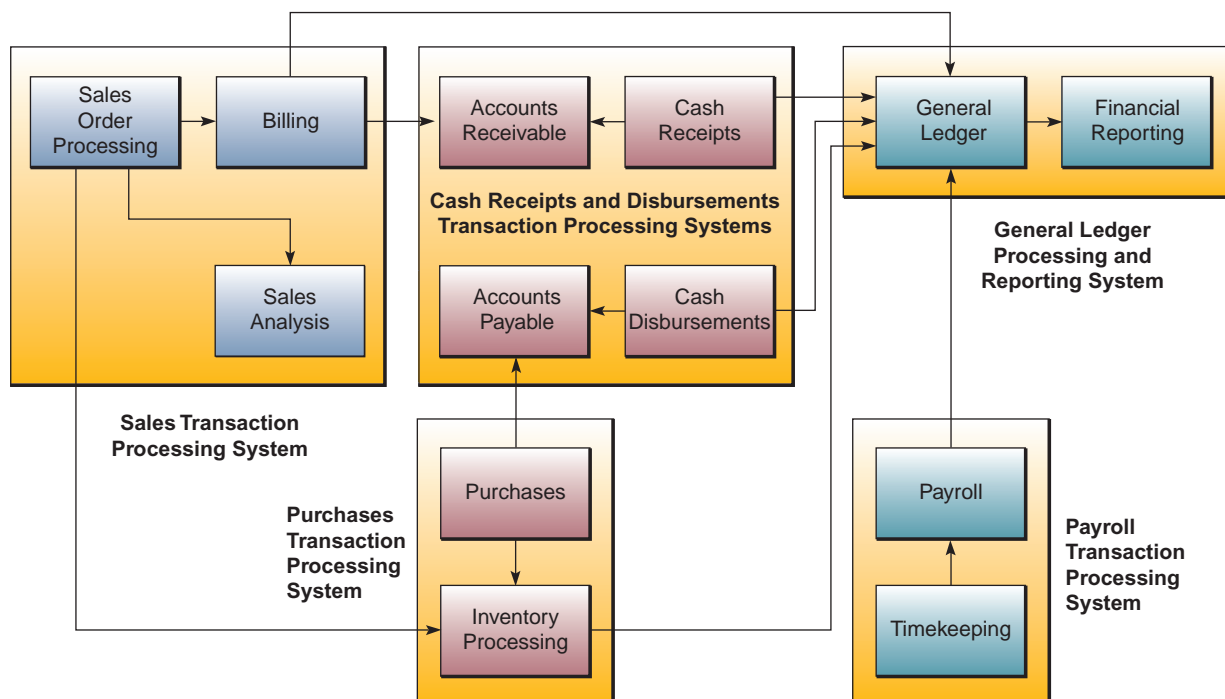 Sales
Order
Processing
Billing
Sales
Analysis
Sales Transaction
Processing System
Accounts
Receivable
Cash
Receipts
Cash Receipts and Disbursements
Transaction Processing Systems
Accounts
Payable
Cash
Disbursements
General
Ledger
Financial
Reporting
General Ledger
Processing and
Reporting System
Purchases
Transaction
Processing
System
Purchases
Inventory
Processing
Payroll
Timekeeping
Payroll
Transaction
Processing
System